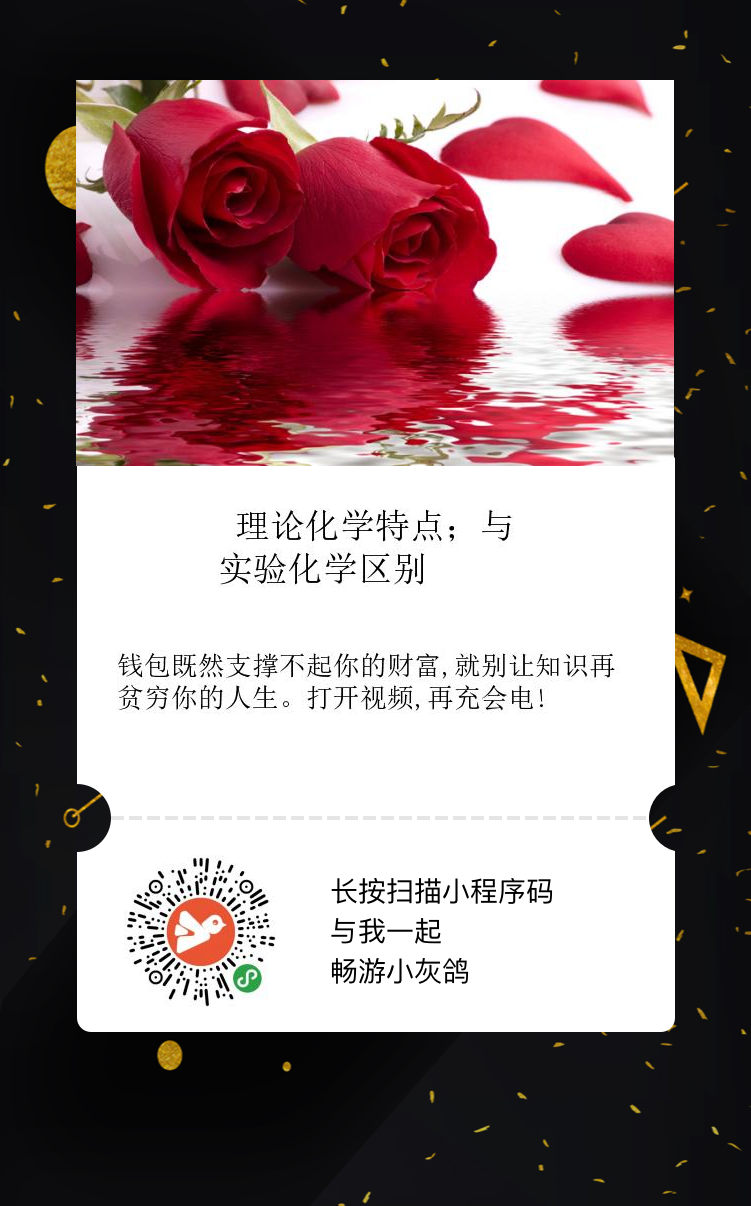 理论化学特点；与
实验化学区别
钱包既然支撑不起你的财富,就别让知识再
贫穷你的人生。打开视频,再充会电!
长按扫描小程序码
与我一起
畅游小灰鸽